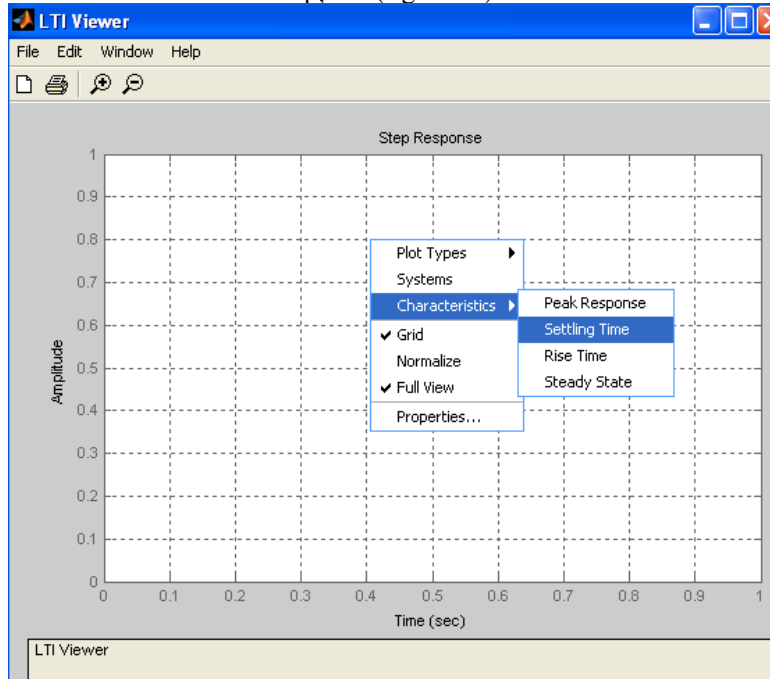 LTI Viewer
File Edit Window Help
Step Response
1
0.9
0.8
0.7
0.6
0.5
0.4
0.3
0.2
0.1
0
Amplitude
Plot Types
Systems
Characteristics
Grid
Normalize
Full View
Properties...
Peak Response
Settling Time
Rise Time
Steady State
0 0.1 0.2 0.3 0.4 0.5 0.6 0.7 0.8 0.9 1
Time (sec)
LTI Viewer